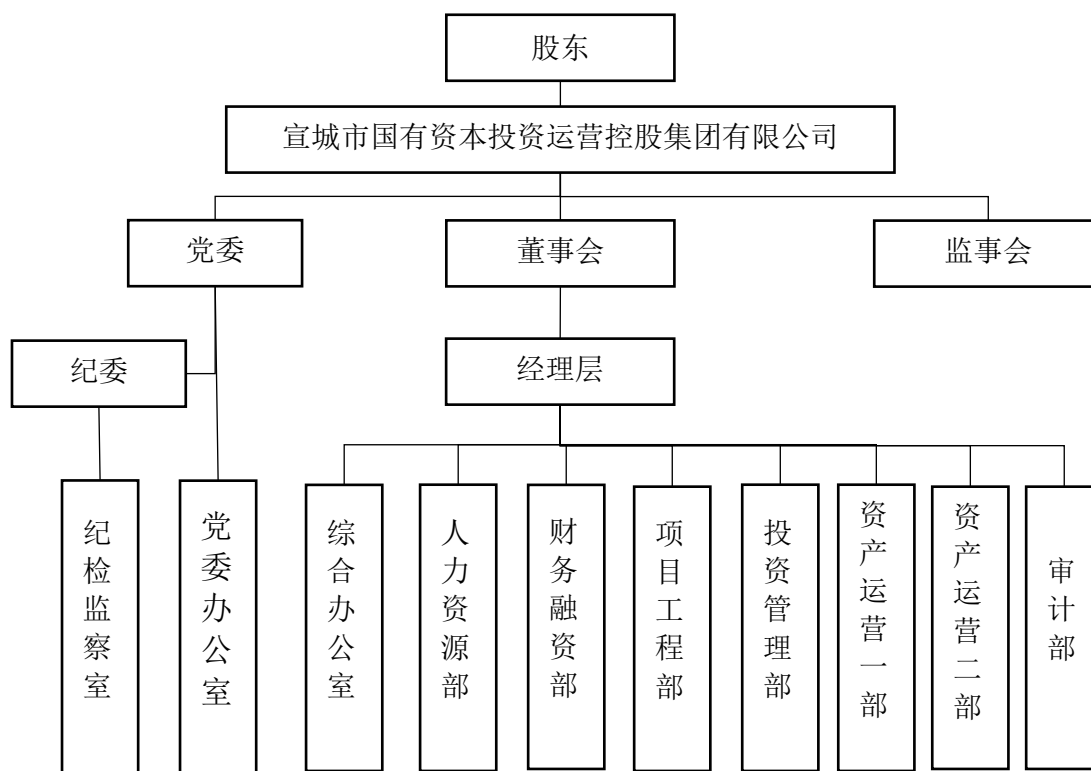 股东
宣城市国有资本投资运营控股集团有限公司
党委
董事会
监事会
纪委
经理层
纪检监察室
党委办公室
综合办公室
人力资源部
财务融资部
项目工程部
投资管理部
资产运营一部
资产运营二部
审计部